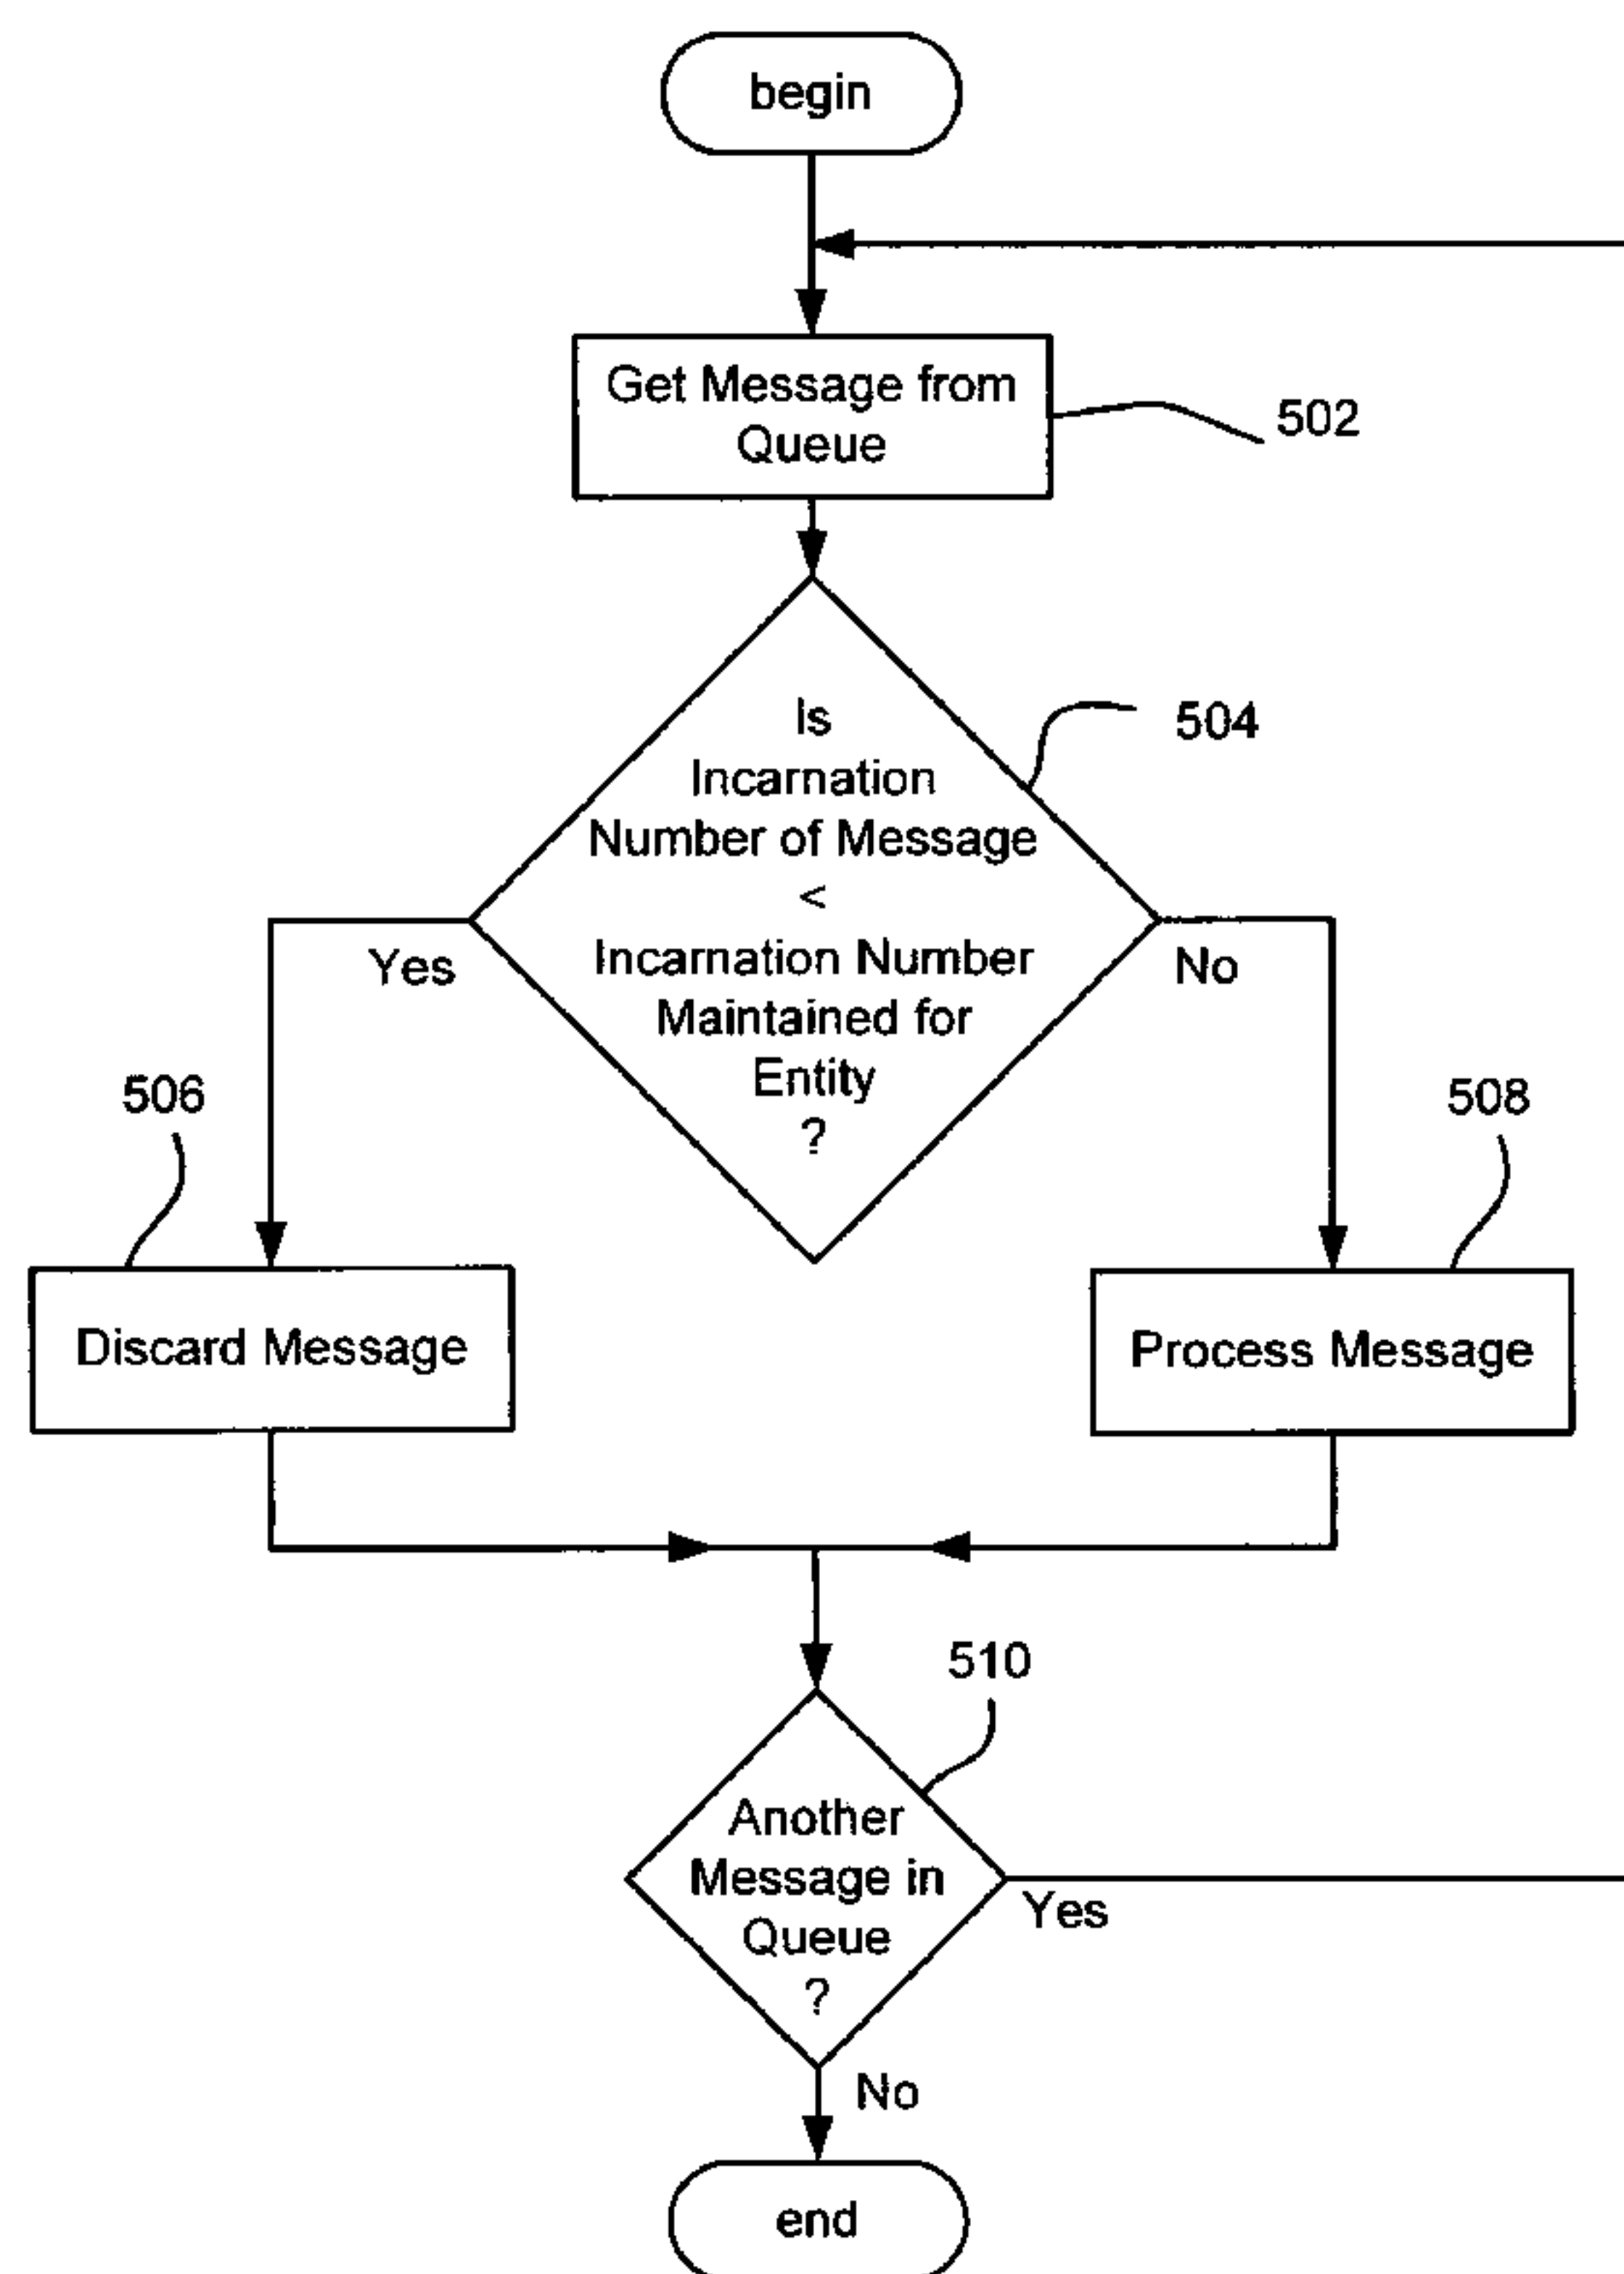 begin
Get Message from
Queue
502
Is
Incarnation
Number of Message
<
Incarnation Number
Maintained for
Entity
?
504
Yes
No
506
508
Discard Message
Process Message
510
Another
Message in
Queue
?
Yes
No
end